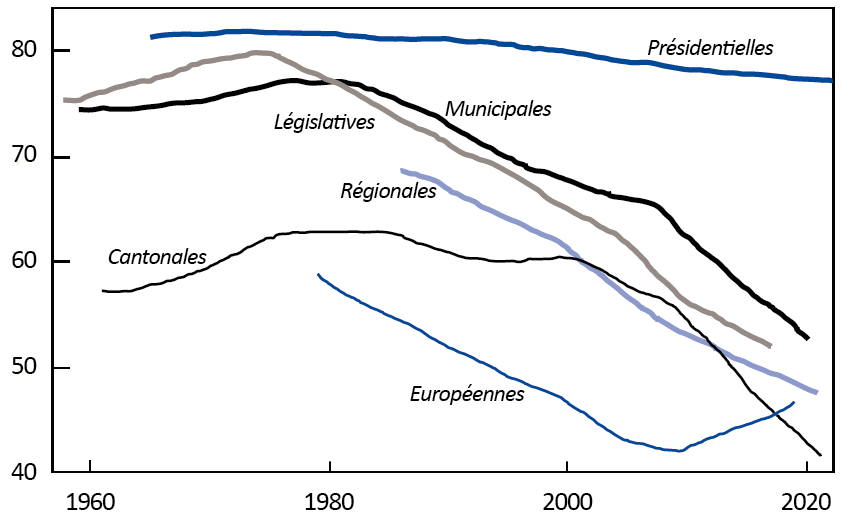 80
Présidentielles
Municipales
Législatives
70
Régionales
60
Cantonales
50
Européennes
40
1960 1980 2000 2020